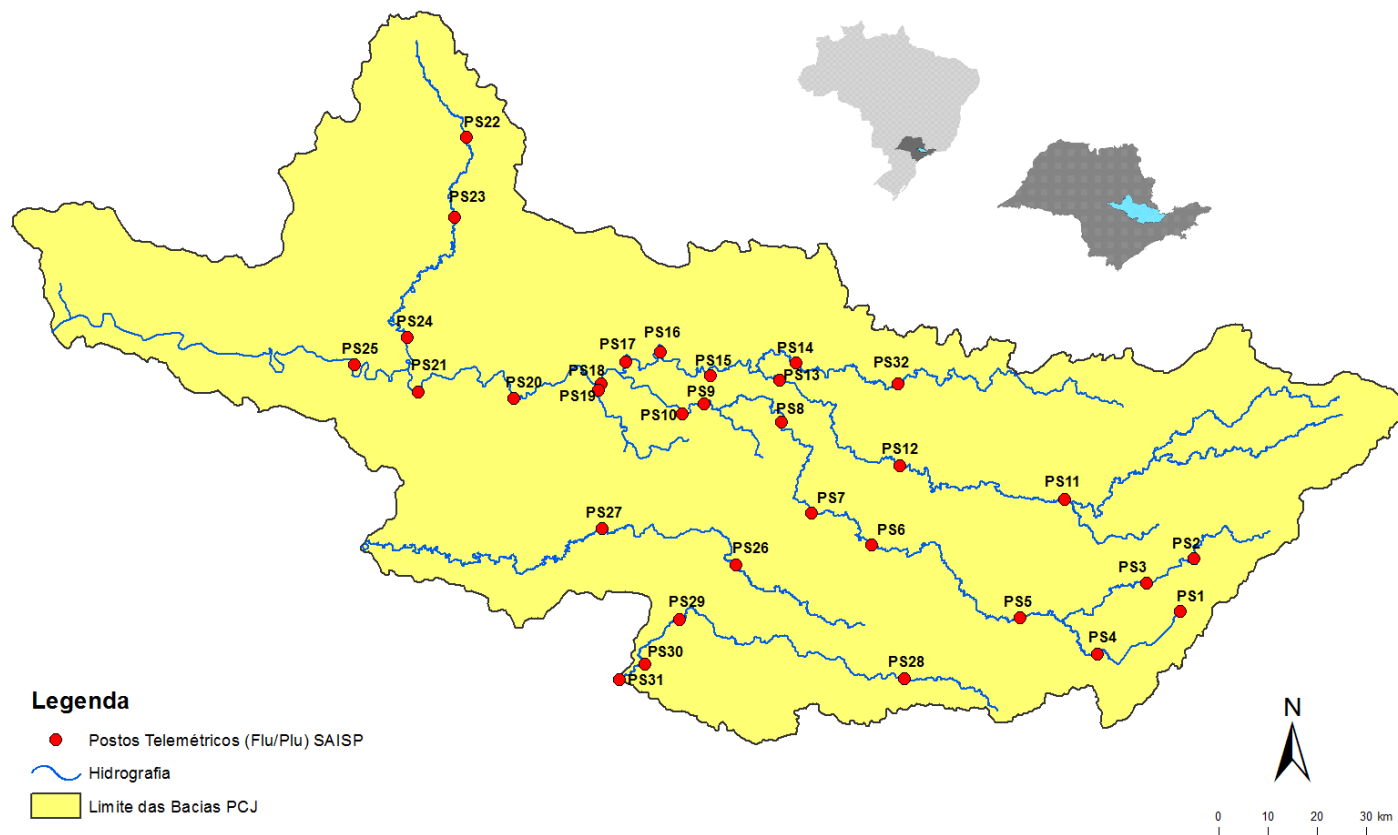 PS22
PS23
PS24
PS25
PS21
PS20
PS18
PS19
PS17
PS16
PS15
PS14
PS13
PS32
PS9
PS10
PS8
PS12
PS11
PS7
PS6
PS2
PS3
PS1
PS5
PS4
PS27
PS26
PS29
PS30
PS31
PS28
Legenda
Postos Telemétricos (Flu/Plu) SAISP
Hidrografia
Limite das Bacias PCJ
N
0 10 20 30 km